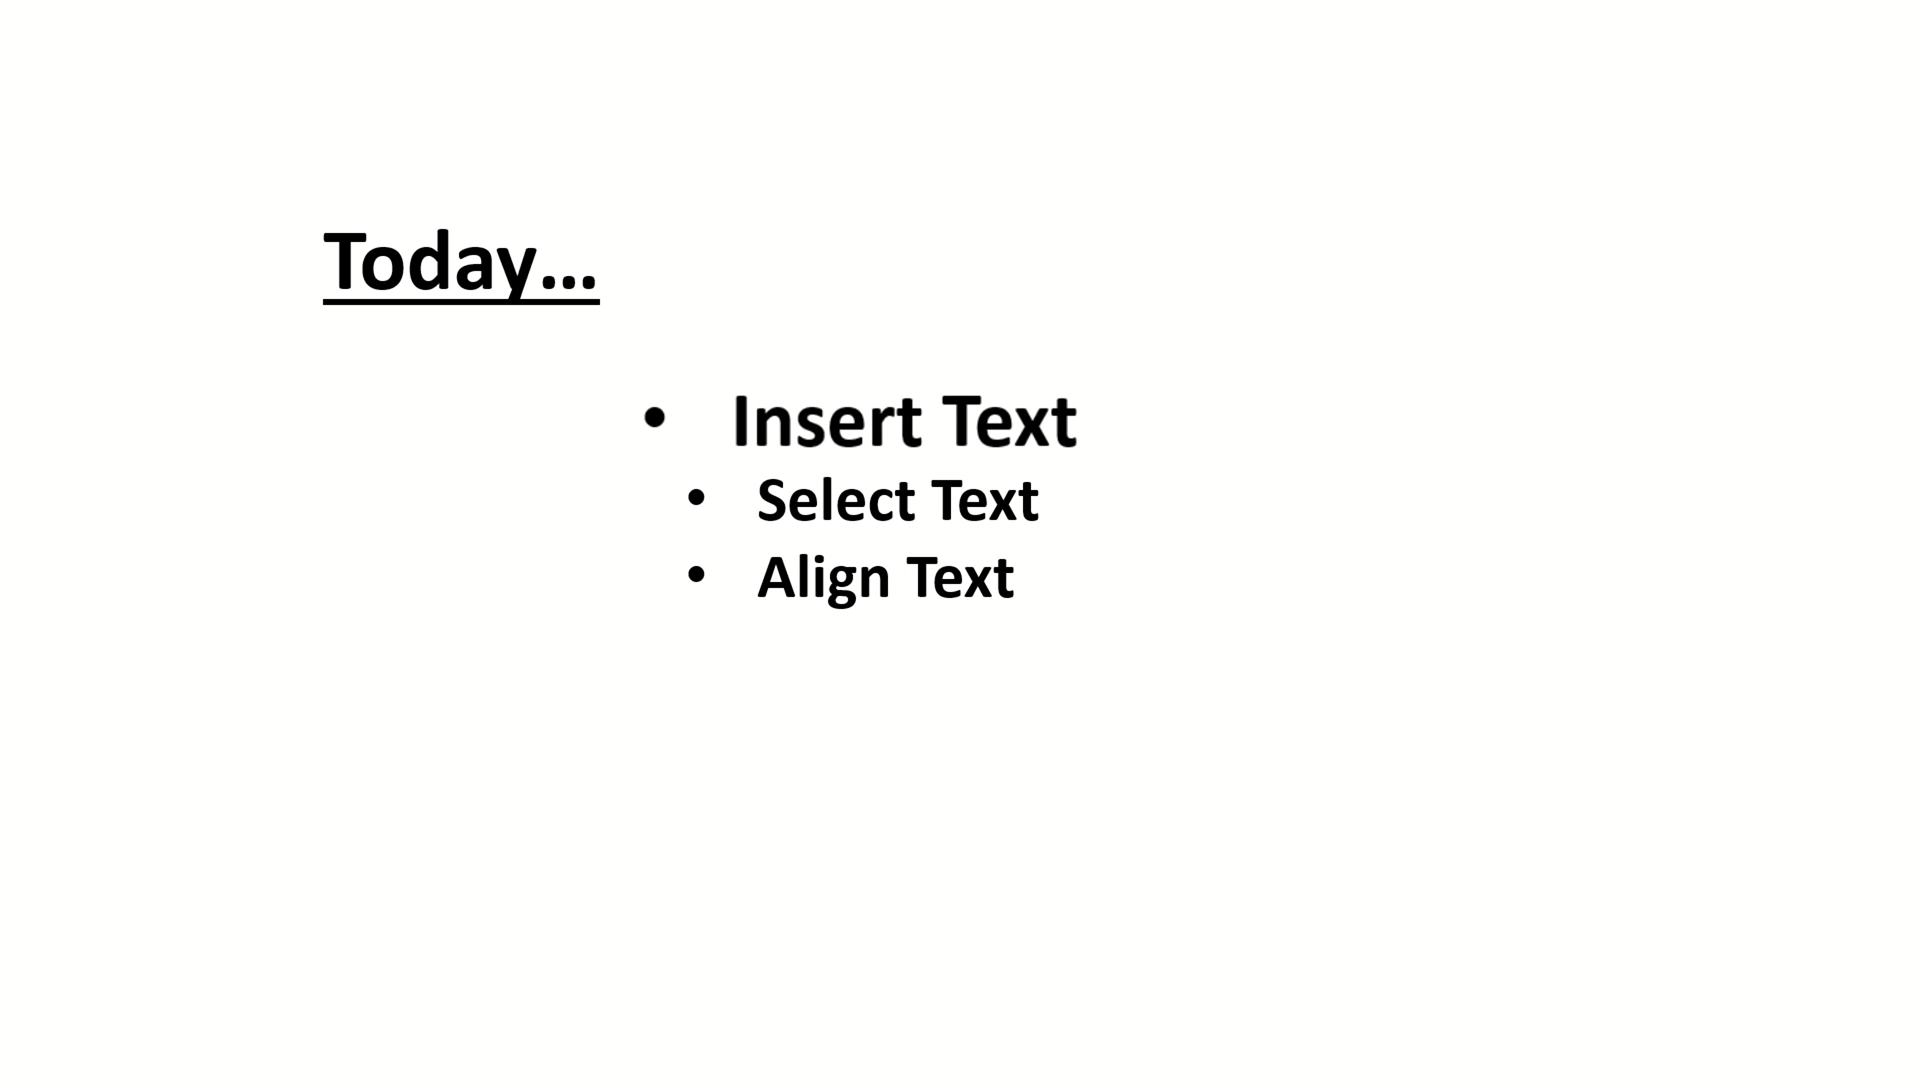 Today…
• Insert Text
• Select Text
• Align Text